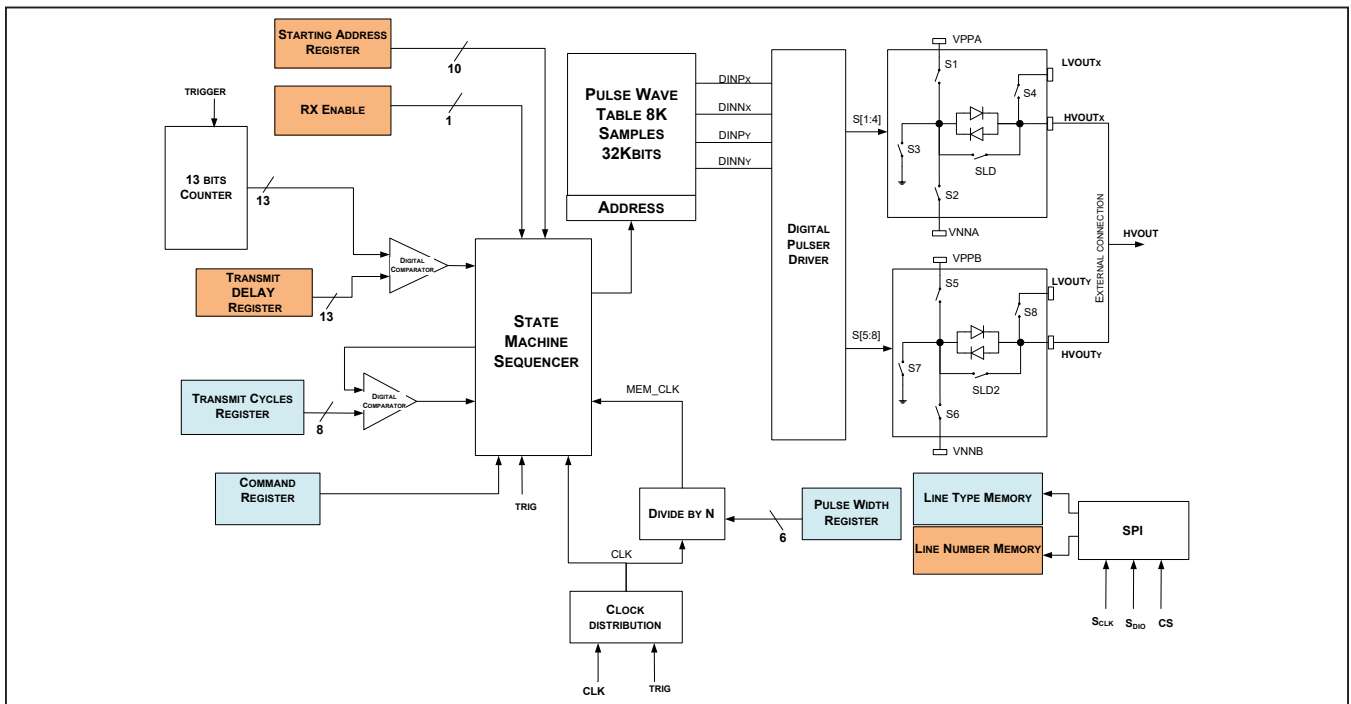 STARTING ADDRESS
REGISTER
10
RX ENABLE
1
TRIGGER
13 BITS
COUNTER
13
DIGITAL
COMPARATOR
TRANSMIT
DELAY
REGISTER
13
STATE
MACHINE
SEQUENCER
TRANSMIT CYCLES
REGISTER
8
DIGITAL
COMPARATOR
COMMAND
REGISTER
TRIG
PULSE WAVE
TABLE 8K
SAMPLES
32KBITS
ADDRESS
DINPX
DINNX
DINPY
DINNY
DIGITAL
PULSER
DRIVER
S[1:4]
S[5:8]
VPPA
S1
LVOUTX
S4
HVOUTX
S3
SLD
S2
VNNA
EXTERNAL CONNECTION
HVOUT
VPPB
S5
LVOUTY
S8
HVOUTY
S7
SLD2
S6
VNNB
MEM_CLK
DIVIDE BY N
6
PULSE WIDTH
REGISTER
LINE TYPE MEMORY
LINE NUMBER MEMORY
SPI
SCLK
SDIO
CS
CLK
CLOCK
DISTRIBUTION
CLK
TRIG